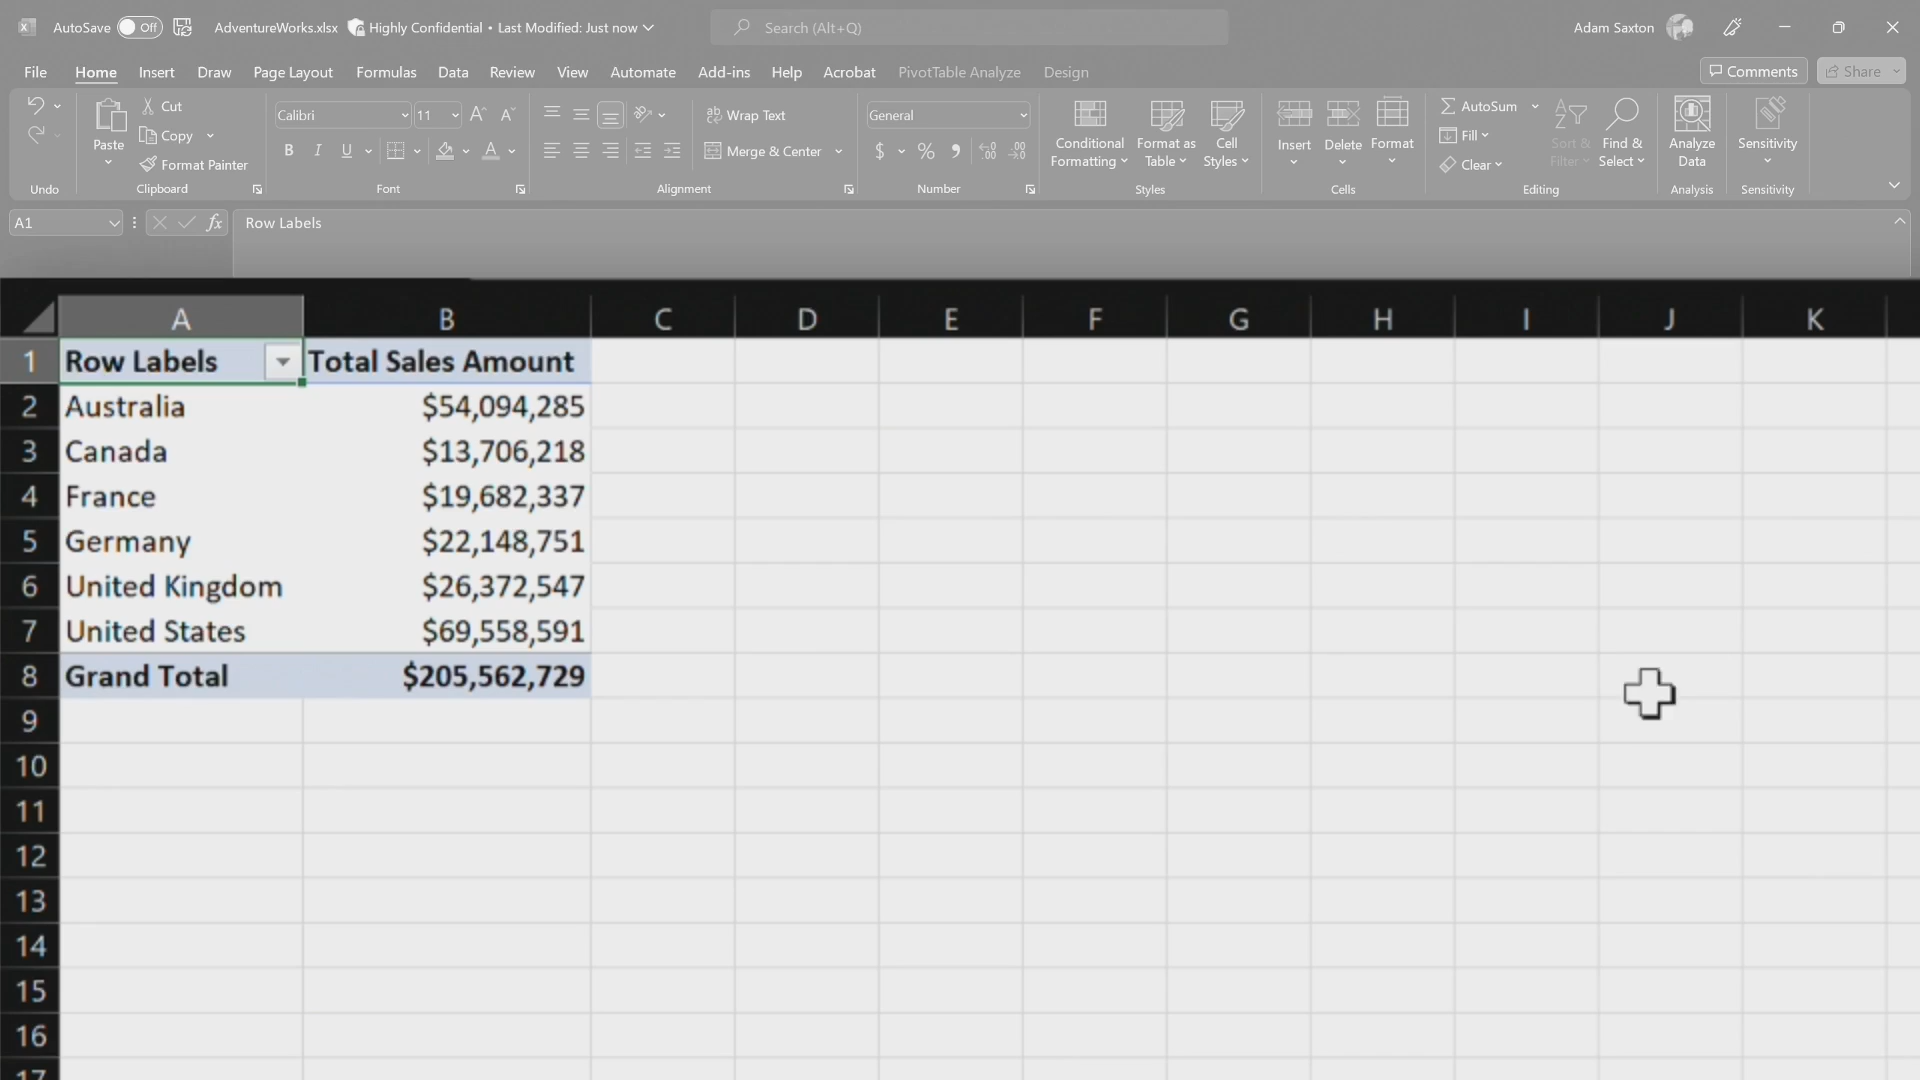 AutoSave Off AdventureWorks.xlsx Highly Confidential • Last Modified: Just now Search (Alt+Q) Adam Saxton
File Home Insert Draw Page Layout Formulas Data Review View Automate Add-ins Help Acrobat PivotTable Analyze Design Comments Share
Cut
Copy
Format Painter
Paste
Calibri 11
B I U A
Wrap Text
Merge & Center
General
$ %
Conditional
Formatting
Format as
Table
Cell
Styles
Insert
Delete
Format
AutoSum
Fill
Clear
Sort &
Filter
Find &
Select
Analyze
Data
Sensitivity
Undo Clipboard Font Alignment Number Styles Cells Editing Analysis Sensitivity
A1 fx Row Labels
A B C D E F G H I J K
1 Row Labels Total Sales Amount
2 Australia $54,094,285
3 Canada $13,706,218
4 France $19,682,337
5 Germany $22,148,751
6 United Kingdom $26,372,547
7 United States $69,558,591
8 Grand Total $205,562,729
9
10
11
12
13
14
15
16
17